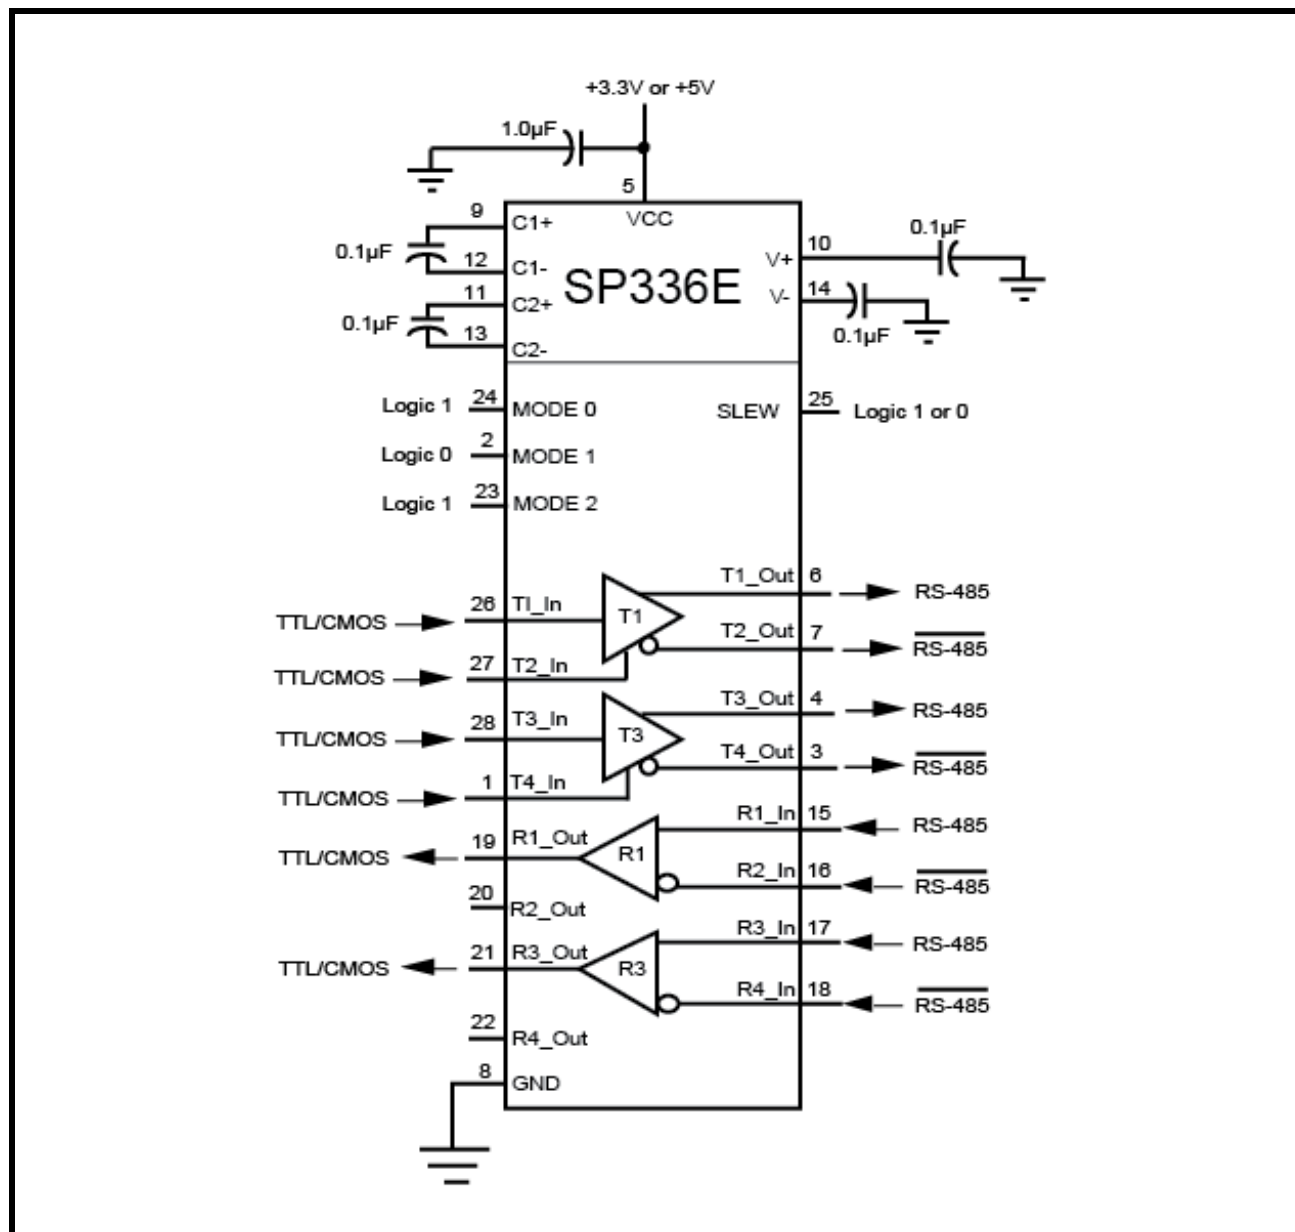 +3.3V or +5V
1.0µF
5
VCC
9
C1+
0.1µF
12
C1-
11
C2+
0.1µF
13
C2-
SP336E
V+
10
0.1µF
V-
14
0.1µF
Logic 1
24
MODE 0
SLEW
25
Logic 1 or 0
Logic 0
2
MODE 1
Logic 1
23
MODE 2
T1_Out
6
RS-485
TTL/CMOS
26
TI_In
T1
T2_Out
7
RS-485
TTL/CMOS
27
T2_In
T3_Out
4
RS-485
TTL/CMOS
28
T3_In
T3
T4_Out
3
RS-485
TTL/CMOS
1
T4_In
R1_In
15
RS-485
TTL/CMOS
19
R1_Out
R1
R2_In
16
RS-485
20
R2_Out
R3_In
17
RS-485
TTL/CMOS
21
R3_Out
R3
R4_In
18
RS-485
22
R4_Out
8
GND